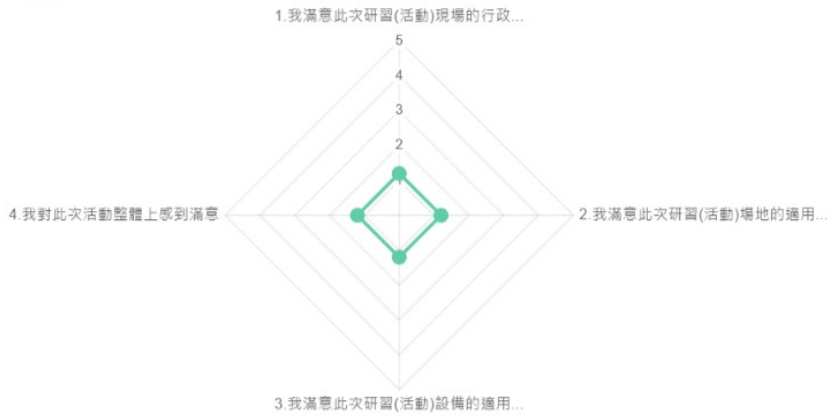 1.我滿意此次研習(活動)現場的行政...
5
4
3
2
1
4.我對此次活動整體上感到滿意
2.我滿意此次研習(活動)場地的適用...
3.我滿意此次研習(活動)設備的適用...